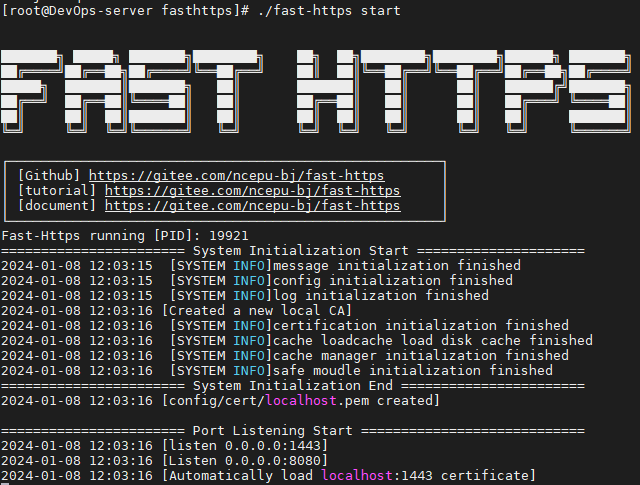 [root@DevOps-server fasthttps]# ./fast-https start
FAST HTTPS
[Github] https://gitee.com/ncepu-bj/fast-https
[tutorial] https://gitee.com/ncepu-bj/fast-https
[document] https://gitee.com/ncepu-bj/fast-https
Fast-Https running [PID]: 19921
======================= System Initialization Start =====================
2024-01-08 12:03:15  [SYSTEM INFO]message initialization finished
2024-01-08 12:03:15  [SYSTEM INFO]config initialization finished
2024-01-08 12:03:15  [SYSTEM INFO]log initialization finished
2024-01-08 12:03:16 [Created a new local CA]
2024-01-08 12:03:16  [SYSTEM INFO]certification initialization finished
2024-01-08 12:03:16  [SYSTEM INFO]cache loadcache load disk cache finished
2024-01-08 12:03:16  [SYSTEM INFO]cache manager initialization finished
2024-01-08 12:03:16  [SYSTEM INFO]safe moudle initialization finished
======================= System Initialization End =======================
2024-01-08 12:03:16 [config/cert/localhost.pem created]
======================= Port Listening Start ============================
2024-01-08 12:03:16 [listen 0.0.0.0:1443]
2024-01-08 12:03:16 [Listen 0.0.0.0:8080]
2024-01-08 12:03:16 [Automatically load localhost:1443 certificate]